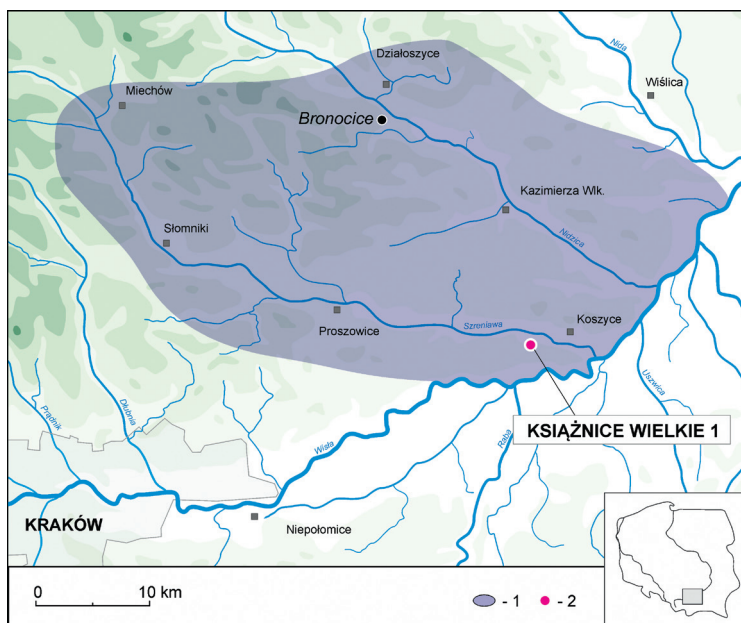 Nida
Działoszyce
Wiślica
Miechów
Bronocice
Kazimierza Wlk.
Słomniki
Nidzica
Proszowice
Szreniawa
Koszyce
Uszwica
Prądnik
Dłubnia
Wisła
Raba
KSIĄŻNICE WIELKIE 1
KRAKÓW
Niepołomice
0 10 km
- 1
- 2